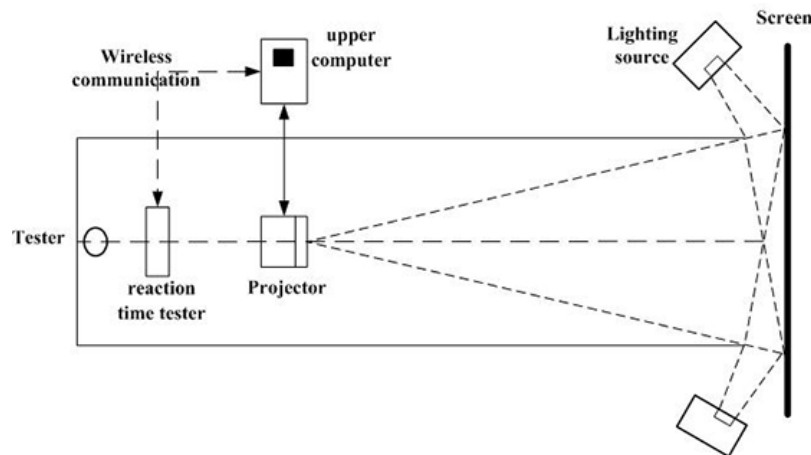 Screen
upper
computer
Lighting
source
Wireless
communication
Tester
reaction
time tester
Projector